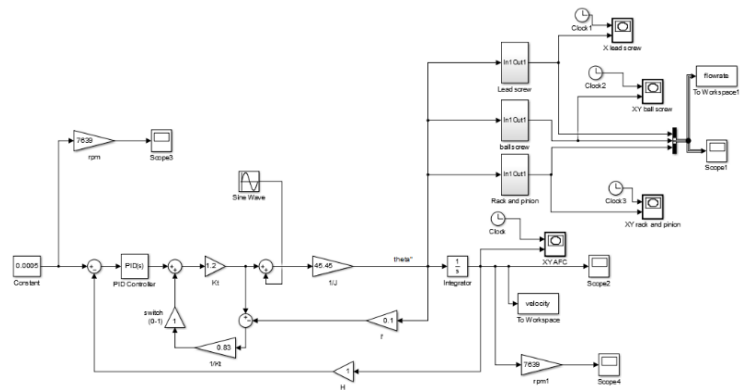 Clock1
X lead screw
In1 Out1
Lead screw
flowrate
To Workspace1
Clock2
XY ball screw
In1 Out1
ball screw
Scope1
7639
rpm
Scope3
In1 Out1
Rack and pinion
Clock3
XY rack and pinion
Sine Wave
Clock
XY AFC
0.0095
Constant
PID(s)
PID Controller
1.2
Kt
45.45
1/J
theta"
1
s
Integrator
Scope2
velocity
To Workspace
switch
(0-1)
1
0.83
1/Kt
0.1
I'
1
H
7639
rpm1
Scope4